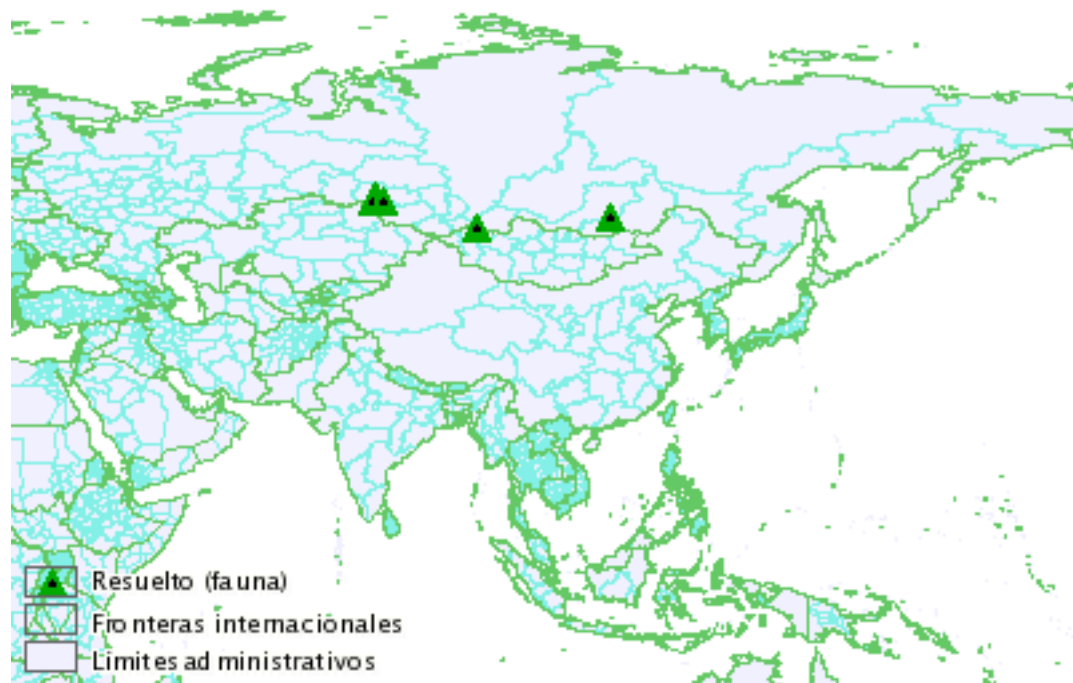 Resuelto (fauna)
Fronteras internacionales
Limites administrativos